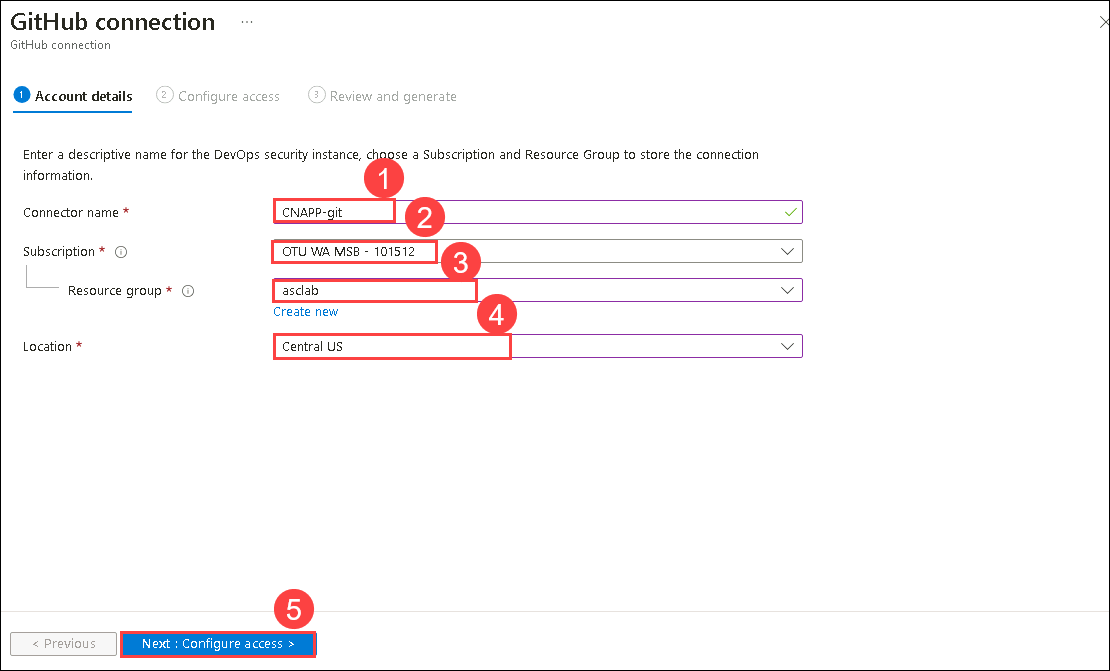 GitHub connection ...
GitHub connection
1 Account details 2 Configure access 3 Review and generate
Enter a descriptive name for the DevOps security instance, choose a Subscription and Resource Group to store the connection
information.
1
Connector name * CNAPP-git
2
Subscription * OTU WA MSB - 101512
3
Resource group * asclab
Create new
4
Location * Central US
5
< Previous Next : Configure access >